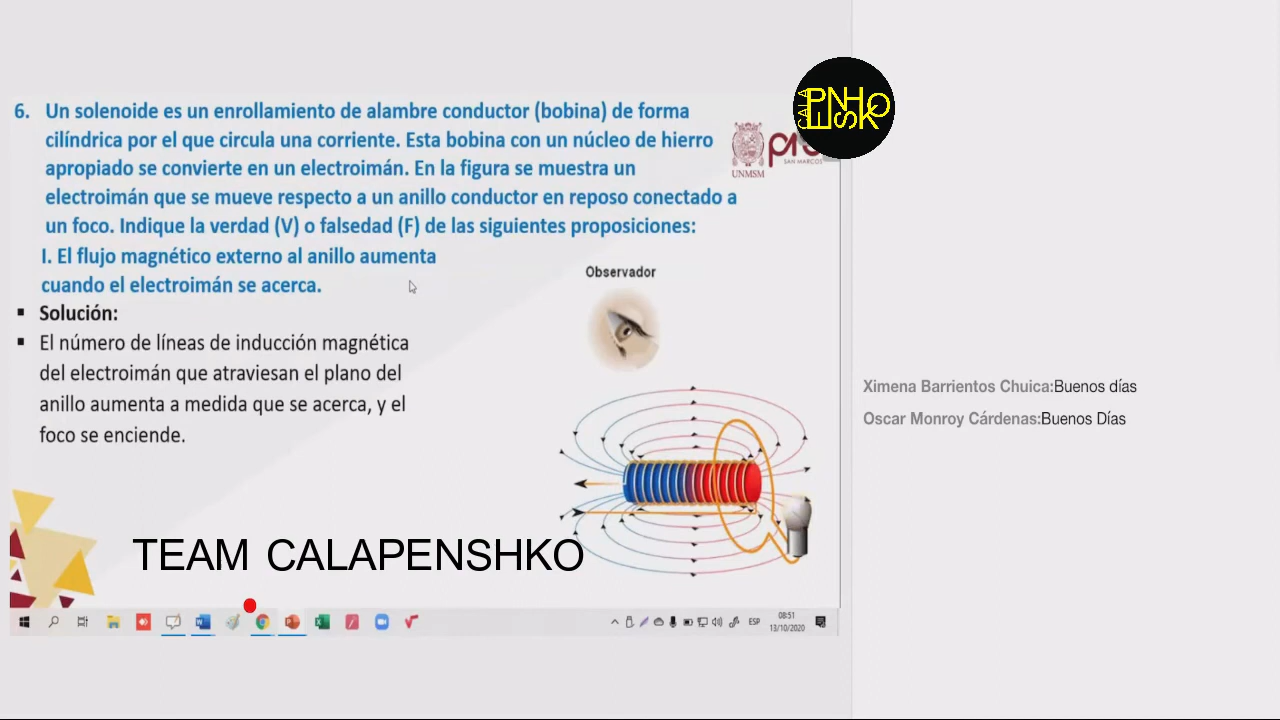 6. Un solenoide es un enrollamiento de alambre conductor (bobina) de forma
cilíndrica por el que circula una corriente. Esta bobina con un núcleo de hierro
apropiado se convierte en un electroimán. En la figura se muestra un
electroimán que se mueve respecto a un anillo conductor en reposo conectado a
un foco. Indique la verdad (V) o falsedad (F) de las siguientes proposiciones:
I. El flujo magnético externo al anillo aumenta
cuando el electroimán se acerca.
Solución:
El número de líneas de inducción magnética
del electroimán que atraviesan el plano del
anillo aumenta a medida que se acerca, y el
foco se enciende.
Observador
UNMSM
SAN MARCOS
CALA
PENSHKO
TEAM CALAPENSHKO
ESP
08:51
13/10/2020
Ximena Barrientos Chuica:Buenos días
Oscar Monroy Cárdenas:Buenos Días